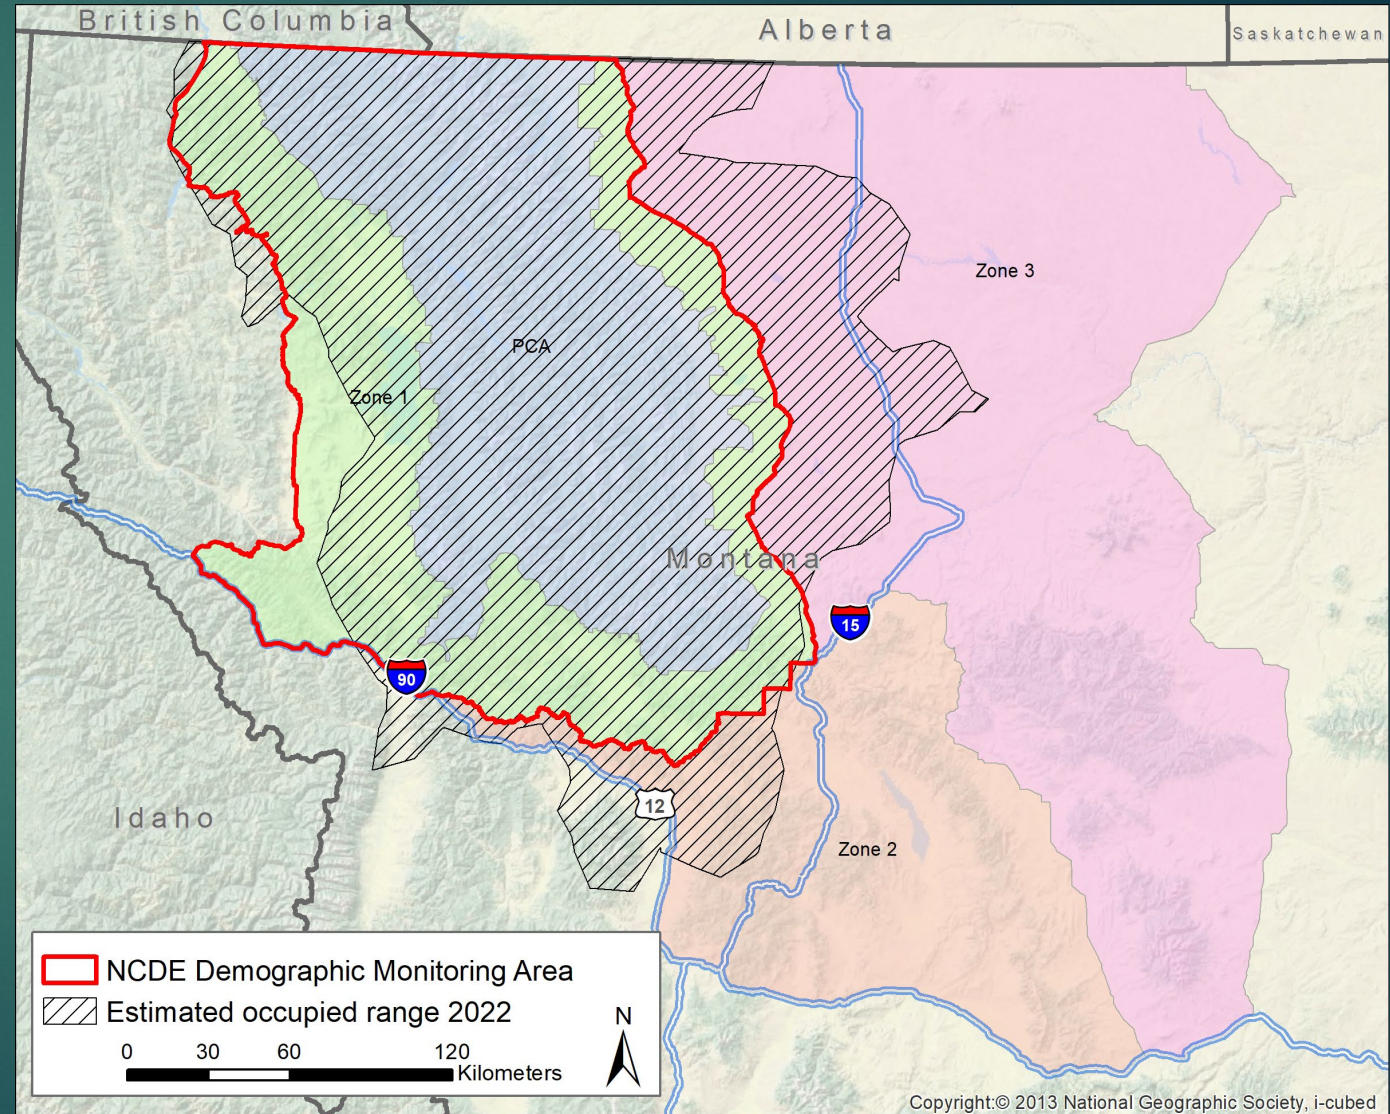 British Columbia
Alberta
Saskatchewan
Zone 3
PCA
Zone 1
Montana
15
90
12
Idaho
Zone 2
NCDE Demographic Monitoring Area
Estimated occupied range 2022
N
0 30 60 120
Kilometers
Copyright:© 2013 National Geographic Society, i-cubed